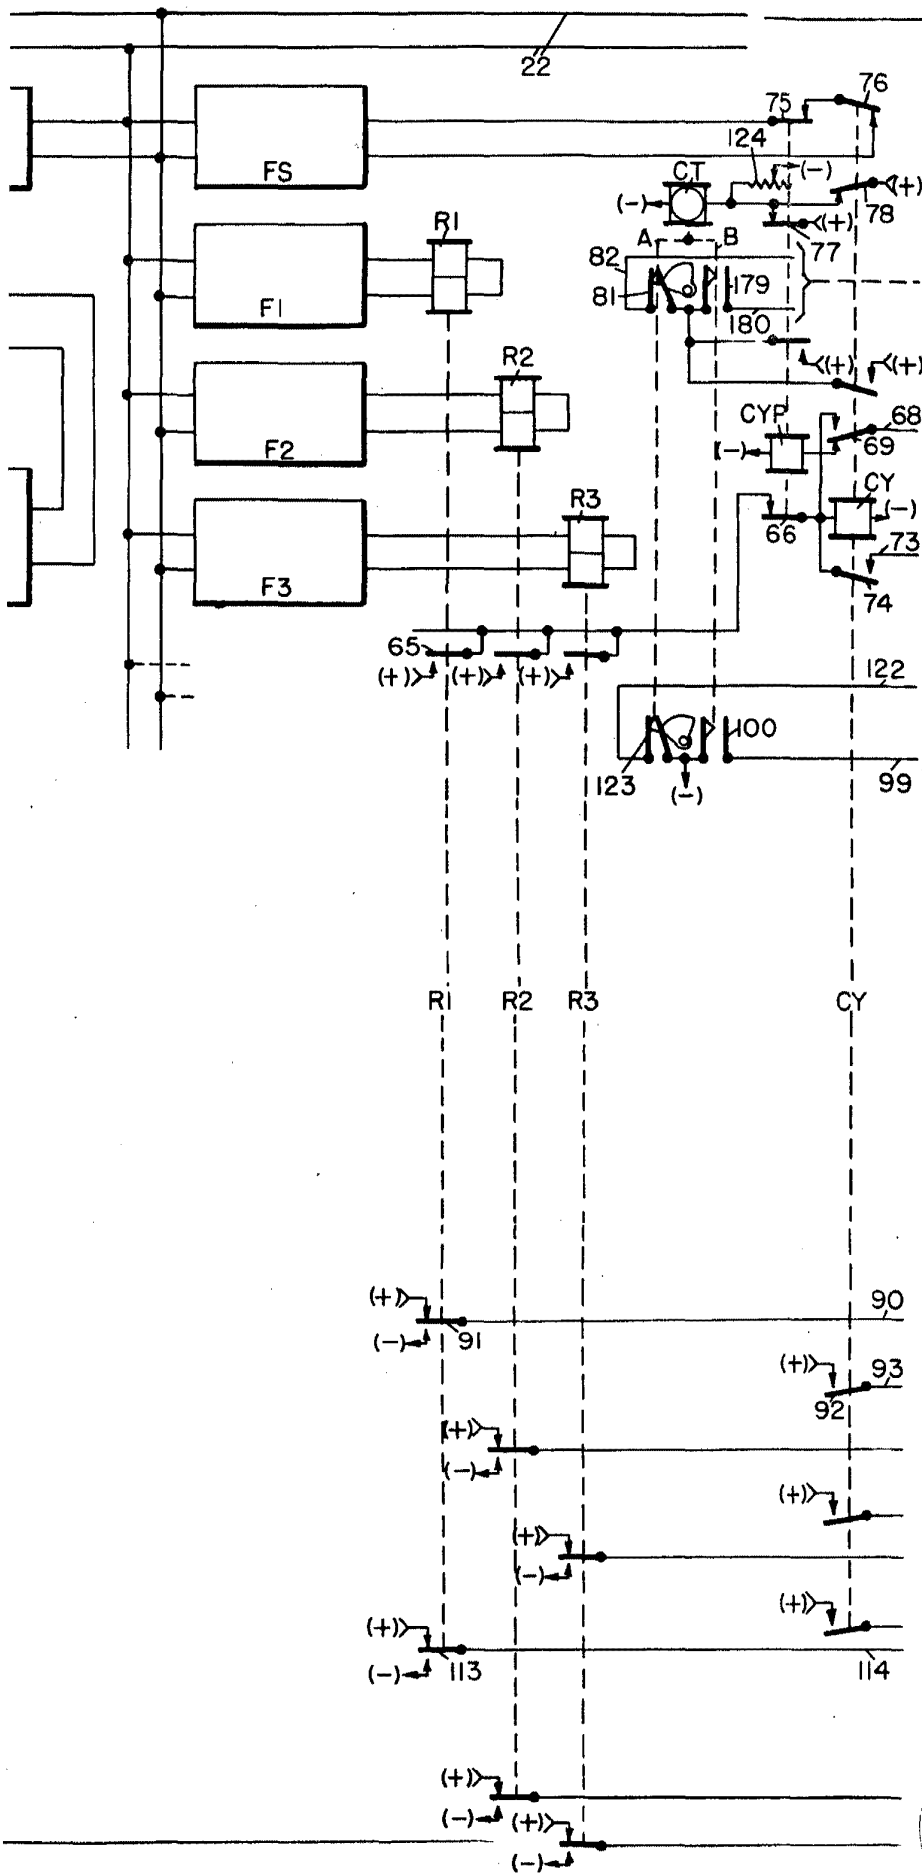 22
75 76
124
FS CT (-)
(-) 78 (+)
R1 (+)
A B 77
82
F1 81 179
180
R2 (+) (+)
CYP 68
F2 (-) 69
R3 CY
(-)
66 73
F3 74
65
(+) (+) (+) 122
100
123 99
(-)
R1 R2 R3 CY
(+) 90
(-) 91
(+) 93
92
(+)
(-)
(+)
(+)
(-)
(+)
(+)
(-) 113 114
(+)
(-) (+)
(-)